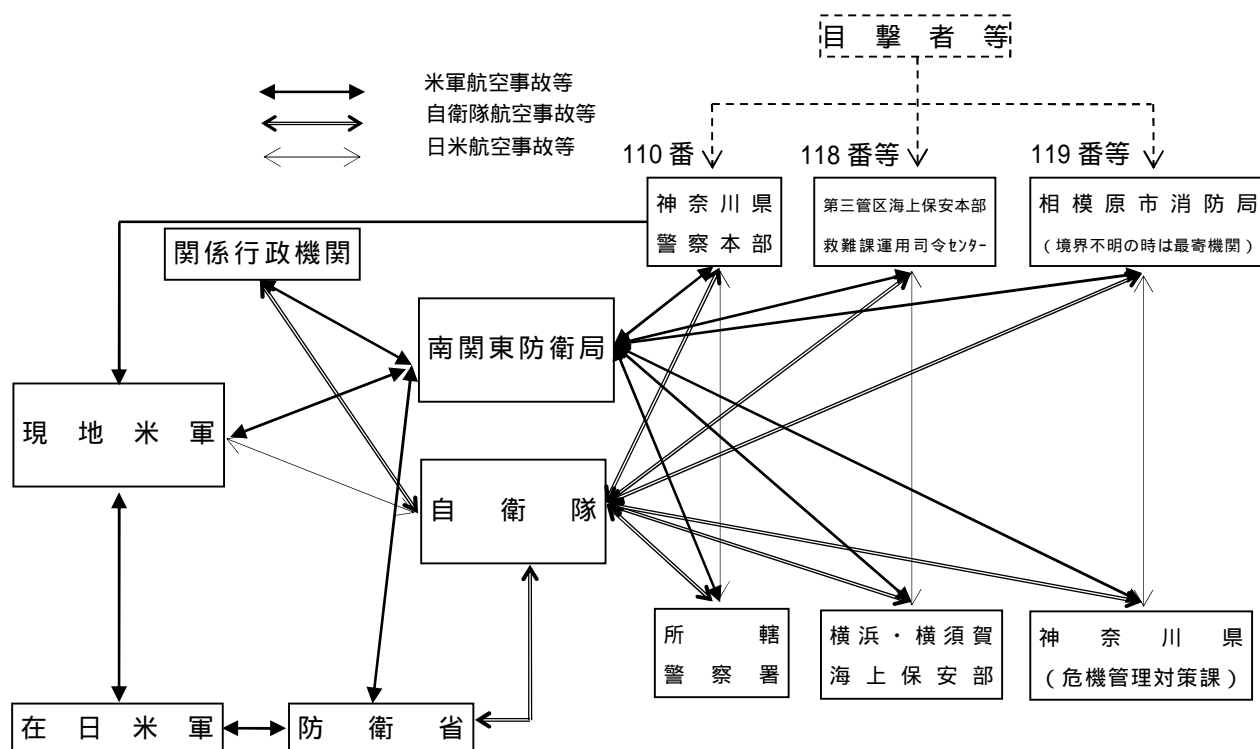 目撃者等
米軍航空事故等
自衛隊航空事故等
日米航空事故等
110番
118番等
119番等
神奈川県
警察本部
第三管区海上保安本部
救難課運用司令ｾﾝﾀｰ
相模原市消防局
(境界不明の時は最寄機関)
関係行政機関
南関東防衛局
現地米軍
自衛隊
所轄
警察署
横浜・横須賀
海上保安部
神奈川県
(危機管理対策課)
在日米軍
防衛省